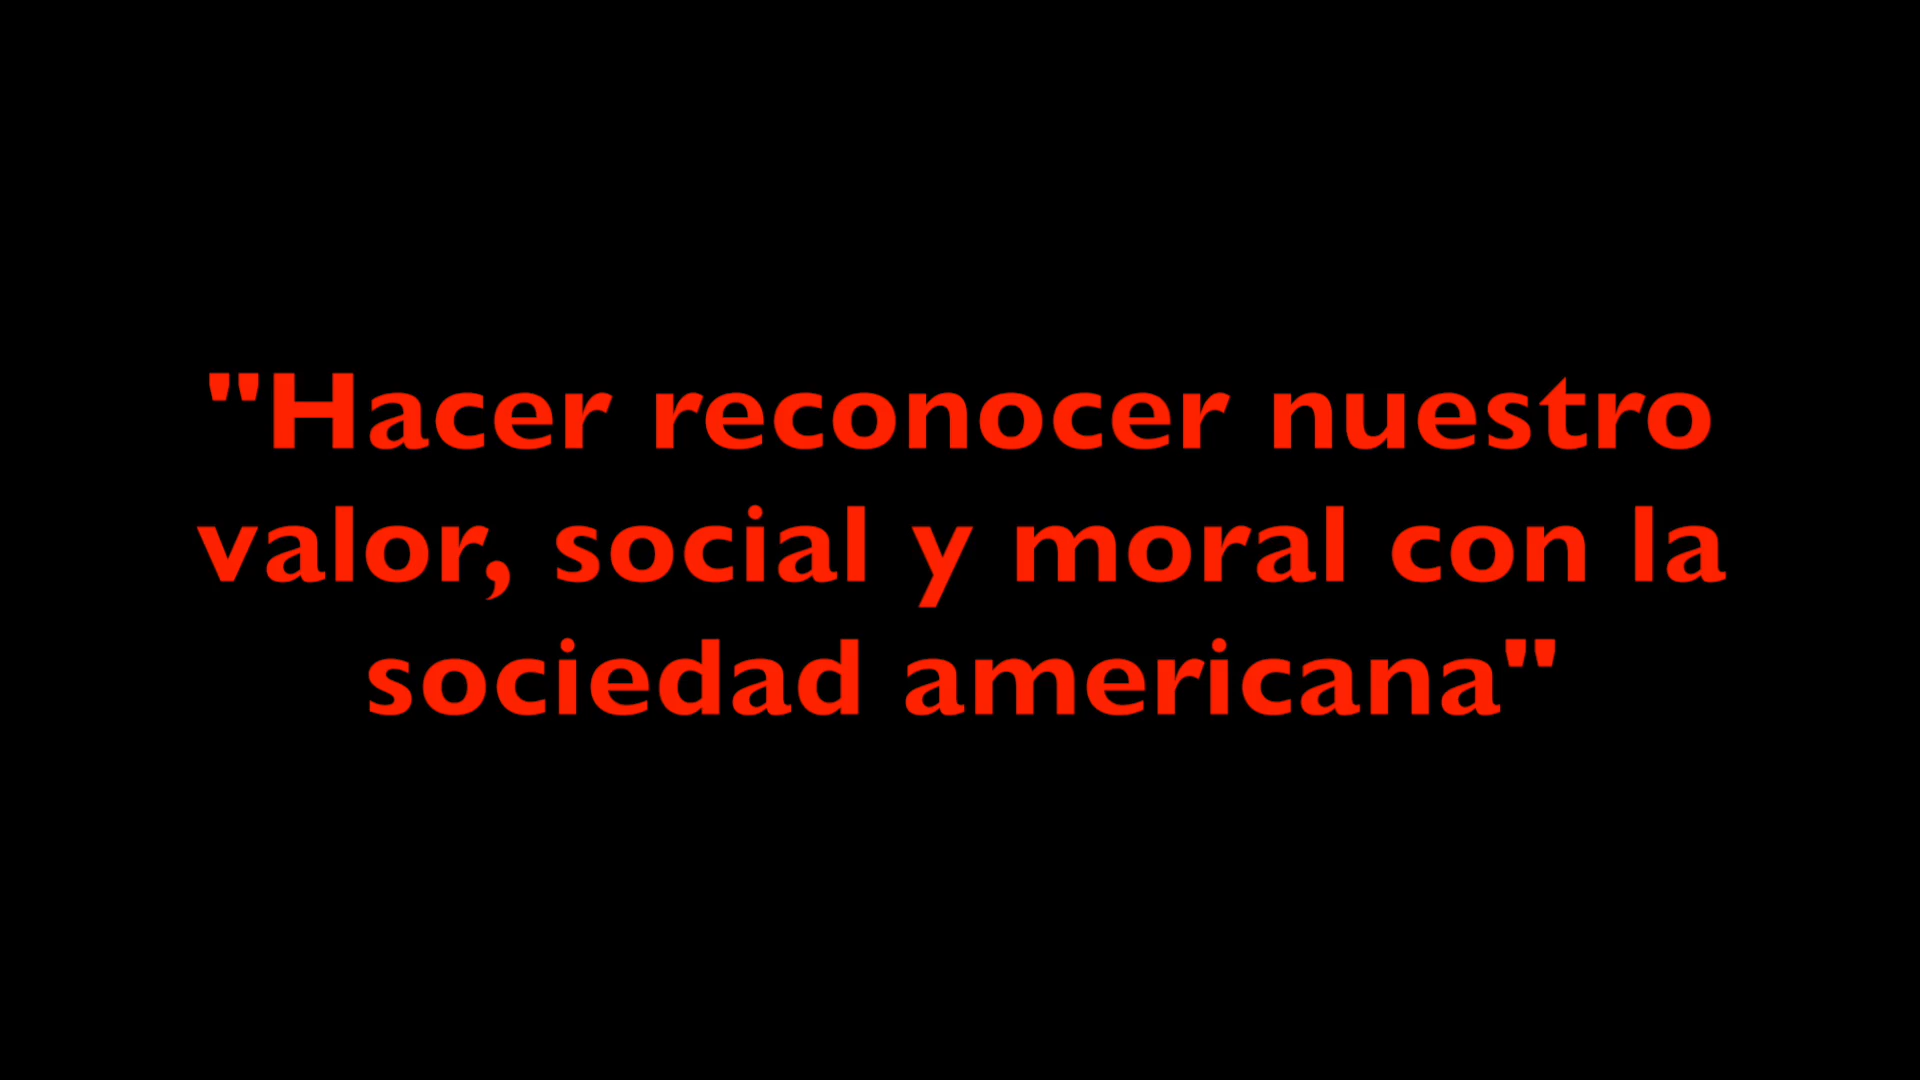 "Hacer reconocer nuestro
valor, social y moral con la
sociedad americana"